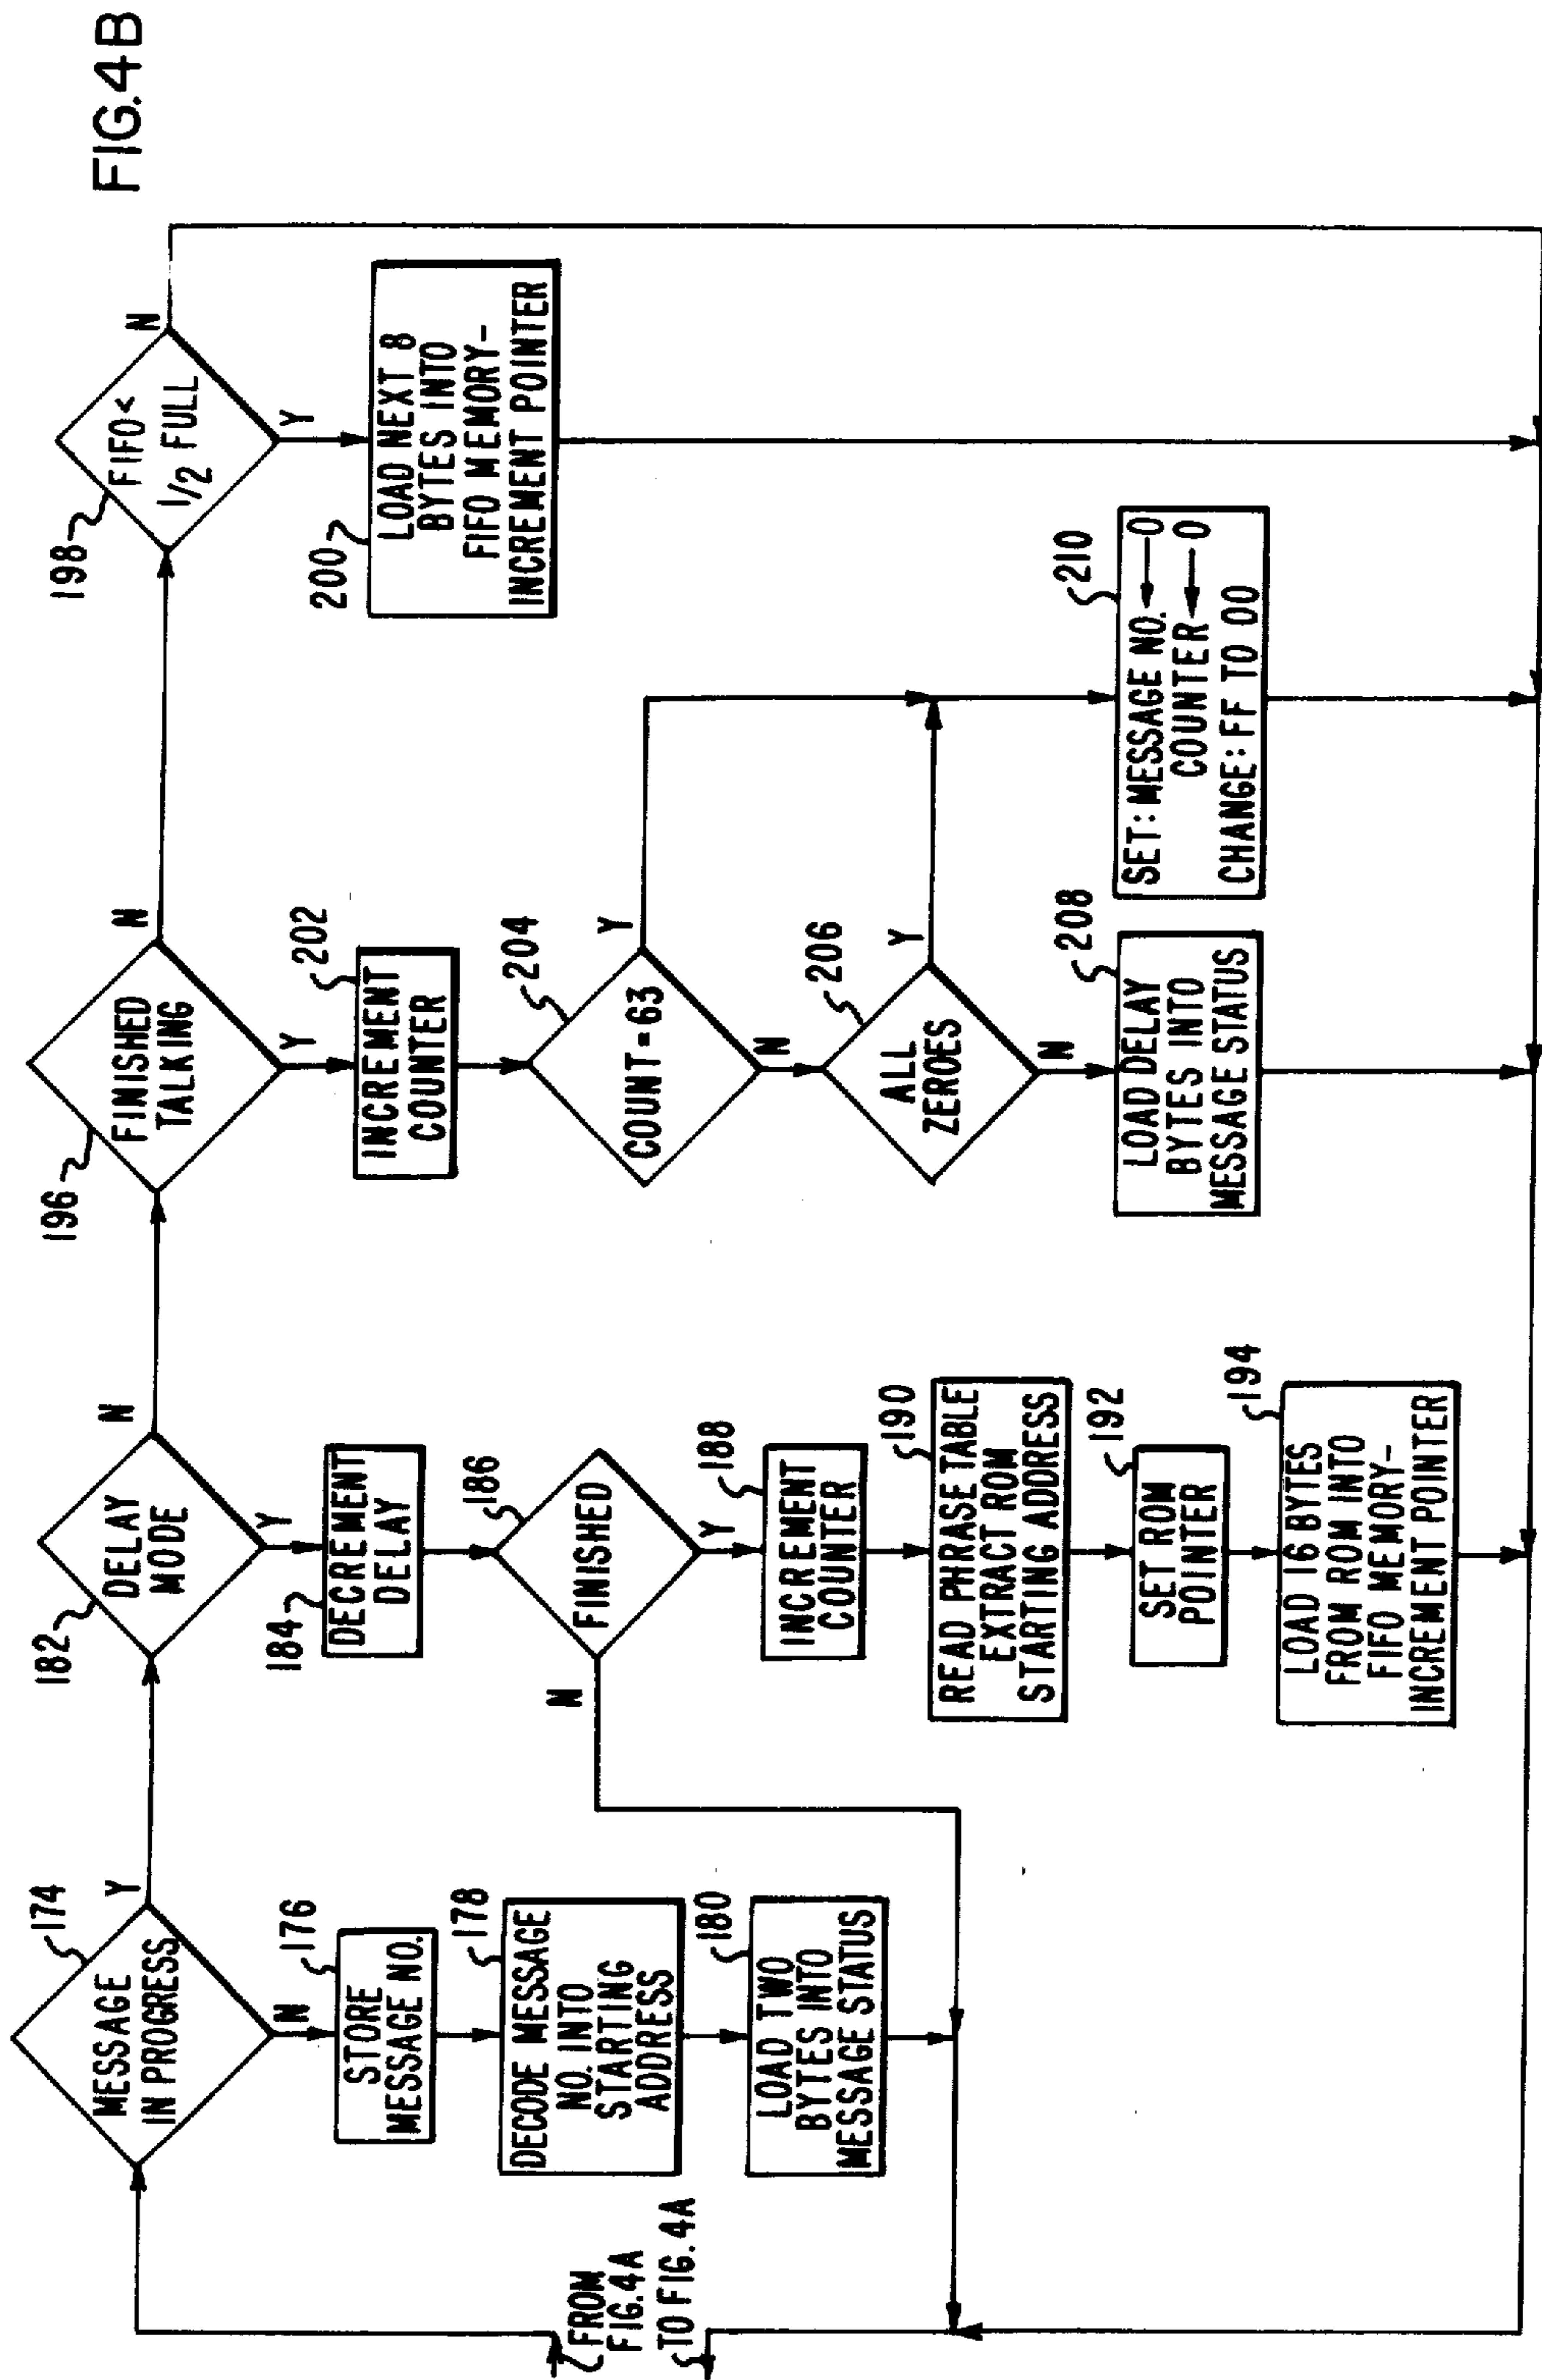 FIG.4B
174
MESSAGE
IN PROGRESS
Y
N
176
STORE
MESSAGE NO.
178
DECODE MESSAGE
NO. INTO
STARTING
ADDRESS
180
LOAD TWO
BYTES INTO
MESSAGE STATUS
FROM
FIG.4A
TO FIG. 4A
182
DELAY
MODE
N
Y
184
DECREMENT
DELAY
186
FINISHED
N
Y
188
INCREMENT
COUNTER
190
READ PHRASE TABLE
EXTRACT ROM
STARTING ADDRESS
192
SET ROM
POINTER
194
LOAD 16 BYTES
FROM ROM INTO
FIFO MEMORY-
INCREMENT POINTER
196
FINISHED
TALKING
N
Y
202
INCREMENT
COUNTER
204
COUNT=63
Y
N
206
ALL
ZEROES
Y
N
208
LOAD DELAY
BYTES INTO
MESSAGE STATUS
210
SET: MESSAGE NO. 0
COUNTER 0
CHANGE: FF TO 00
198
FIFO <
1/2 FULL
N
Y
200
LOAD NEXT 8
BYTES INTO
FIFO MEMORY-
INCREMENT POINTER